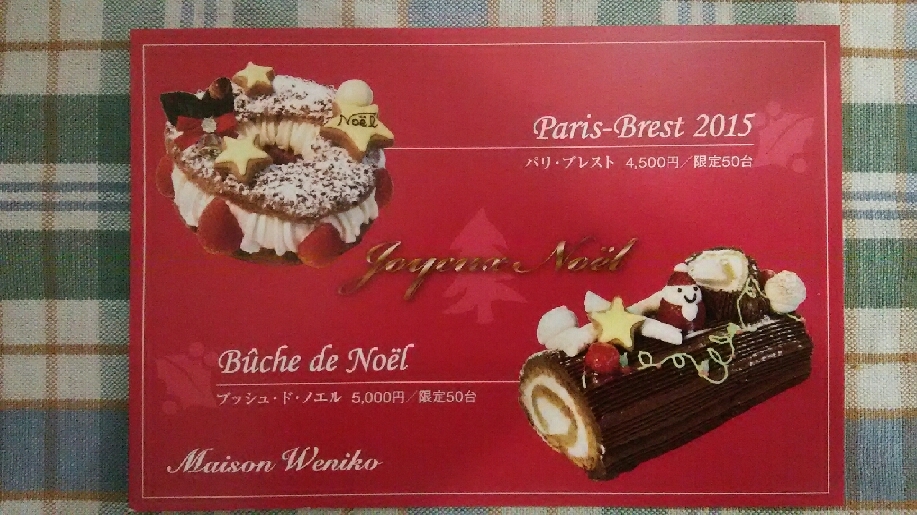 Noël
Paris-Brest 2015
パリ・ブレスト 4,500円／限定50台
Joyeux Noël
Bûche de Noël
ブッシュ・ド・ノエル 5,000円／限定50台
Maison Weniko